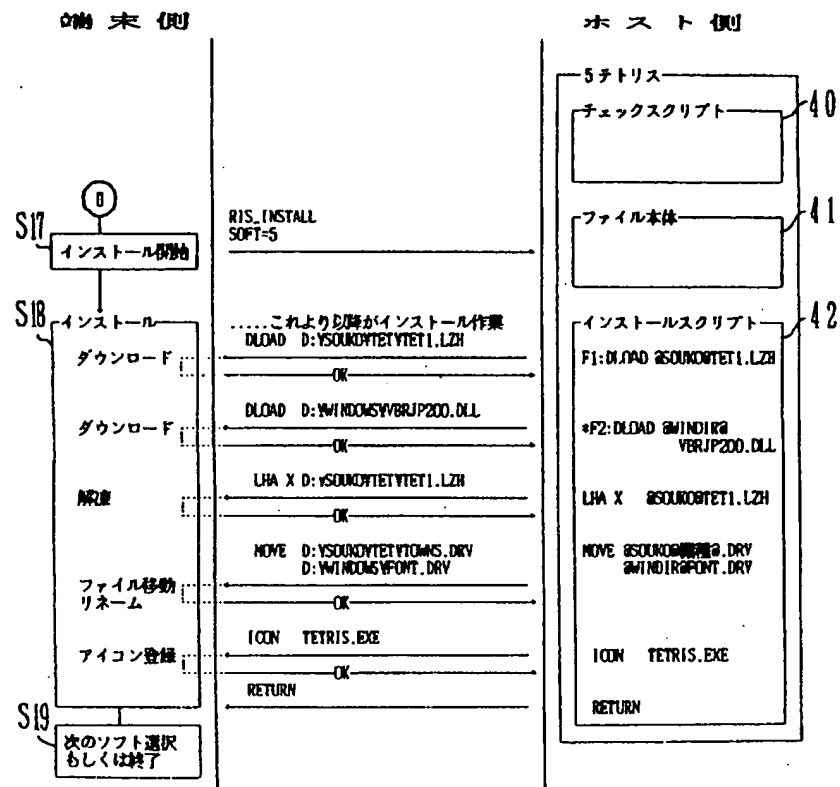 端末側
ホスト側
5 テトリス
チェックスクリプト
40
ファイル本体
41
S17
インストール開始
RIS_INSTALL
SOFT=5
S18
インストール
.....これより以降がインストール作業
インストールスクリプト
42
ダウンロード
DLOAD D:¥SOUKO¥TET¥TET1.LZH
OK
F1:DLOAD @SOUKO@TET1.LZH
ダウンロード
DLOAD D:¥WINDOWS¥VBRJP200.DLL
OK
*F2:DLOAD @WINDIR@
VBRJP200.DLL
解凍
LHA X D:¥SOUKO¥TET¥TET1.LZH
OK
LHA X @SOUKO@TET1.LZH
MOVE D:¥SOUKO¥TET¥TOWNS.DRV
D:¥WINDOWS¥FONT.DRV
MOVE @SOUKO@機種@.DRV
@WINDIR@FONT.DRV
ファイル移動
リネーム
OK
アイコン登録
ICON TETRIS.EXE
OK
ICON TETRIS.EXE
RETURN
RETURN
S19
次のソフト選択
もしくは終了